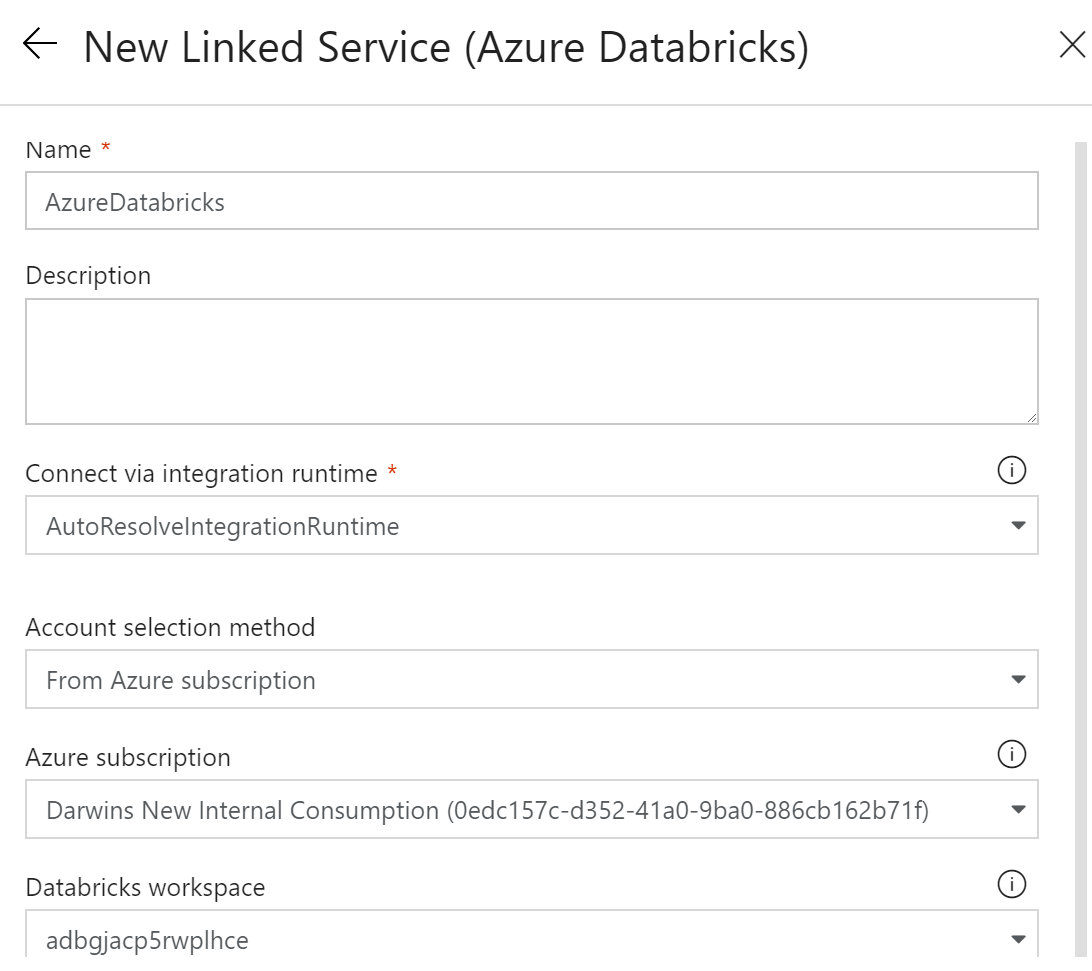 New Linked Service (Azure Databricks)
Name *
AzureDatabricks
Description
Connect via integration runtime *
AutoResolveIntegrationRuntime
Account selection method
From Azure subscription
Azure subscription
Darwins New Internal Consumption (0edc157c-d352-41a0-9ba0-886cb162b71f)
Databricks workspace
adbgjacp5rwplhce